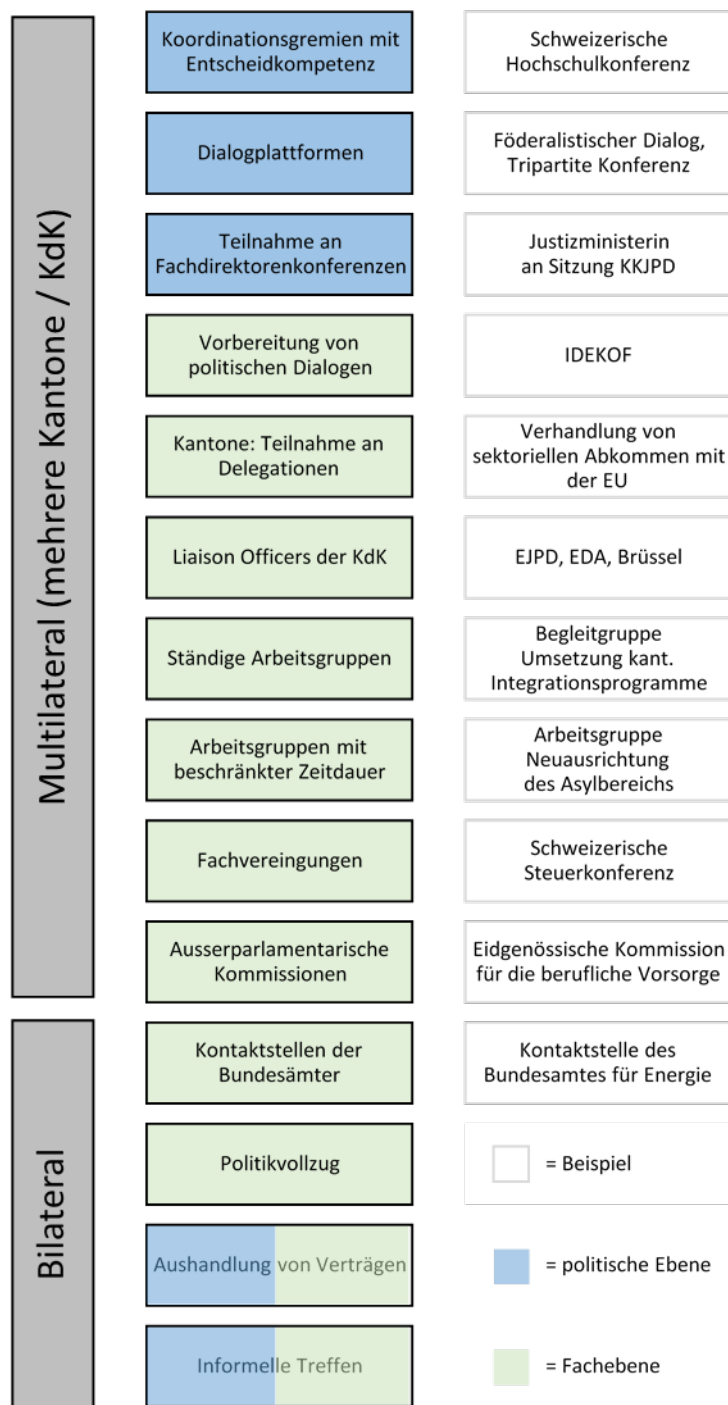 Multilateral (mehrere Kantone / KdK)
Koordinationsgremien mit
Entscheidkompetenz
Schweizerische
Hochschulkonferenz
Dialogplattformen
Föderalistischer Dialog,
Tripartite Konferenz
Teilnahme an
Fachdirektorenkonferenzen
Justizministerin
an Sitzung KKJPD
Vorbereitung von
politischen Dialogen
IDEKOF
Kantone: Teilnahme an
Delegationen
Verhandlung von
sektoriellen Abkommen mit
der EU
Liaison Officers der KdK
EJPD, EDA, Brüssel
Ständige Arbeitsgruppen
Begleitgruppe
Umsetzung kant.
Integrationsprogramme
Arbeitsgruppen mit
beschränkter Zeitdauer
Arbeitsgruppe
Neuausrichtung
des Asylbereichs
Fachvereingungen
Schweizerische
Steuerkonferenz
Ausserparlamentarische
Kommissionen
Eidgenössische Kommission
für die berufliche Vorsorge
Bilateral
Kontaktstellen der
Bundesämter
Kontaktstelle des
Bundesamtes für Energie
Politikvollzug
= Beispiel
Aushandlung von Verträgen
= politische Ebene
Informelle Treffen
= Fachebene